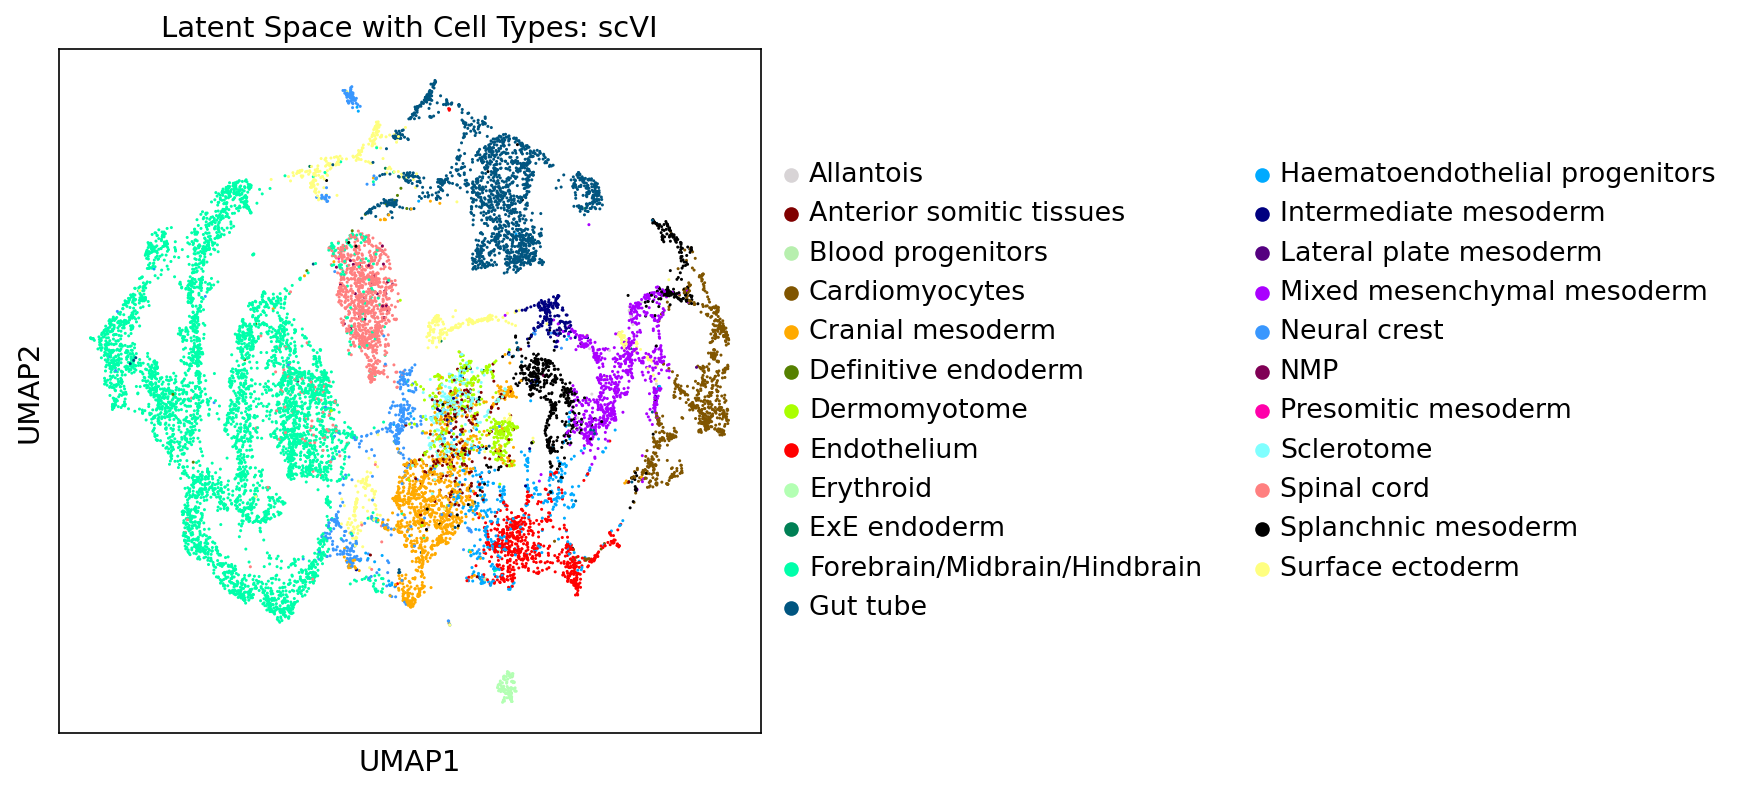 Latent Space with Cell Types: scVI
UMAP2
UMAP1
Allantois
Anterior somitic tissues
Blood progenitors
Cardiomyocytes
Cranial mesoderm
Definitive endoderm
Dermomyotome
Endothelium
Erythroid
ExE endoderm
Forebrain/Midbrain/Hindbrain
Gut tube
Haematoendothelial progenitors
Intermediate mesoderm
Lateral plate mesoderm
Mixed mesenchymal mesoderm
Neural crest
NMP
Presomitic mesoderm
Sclerotome
Spinal cord
Splanchnic mesoderm
Surface ectoderm